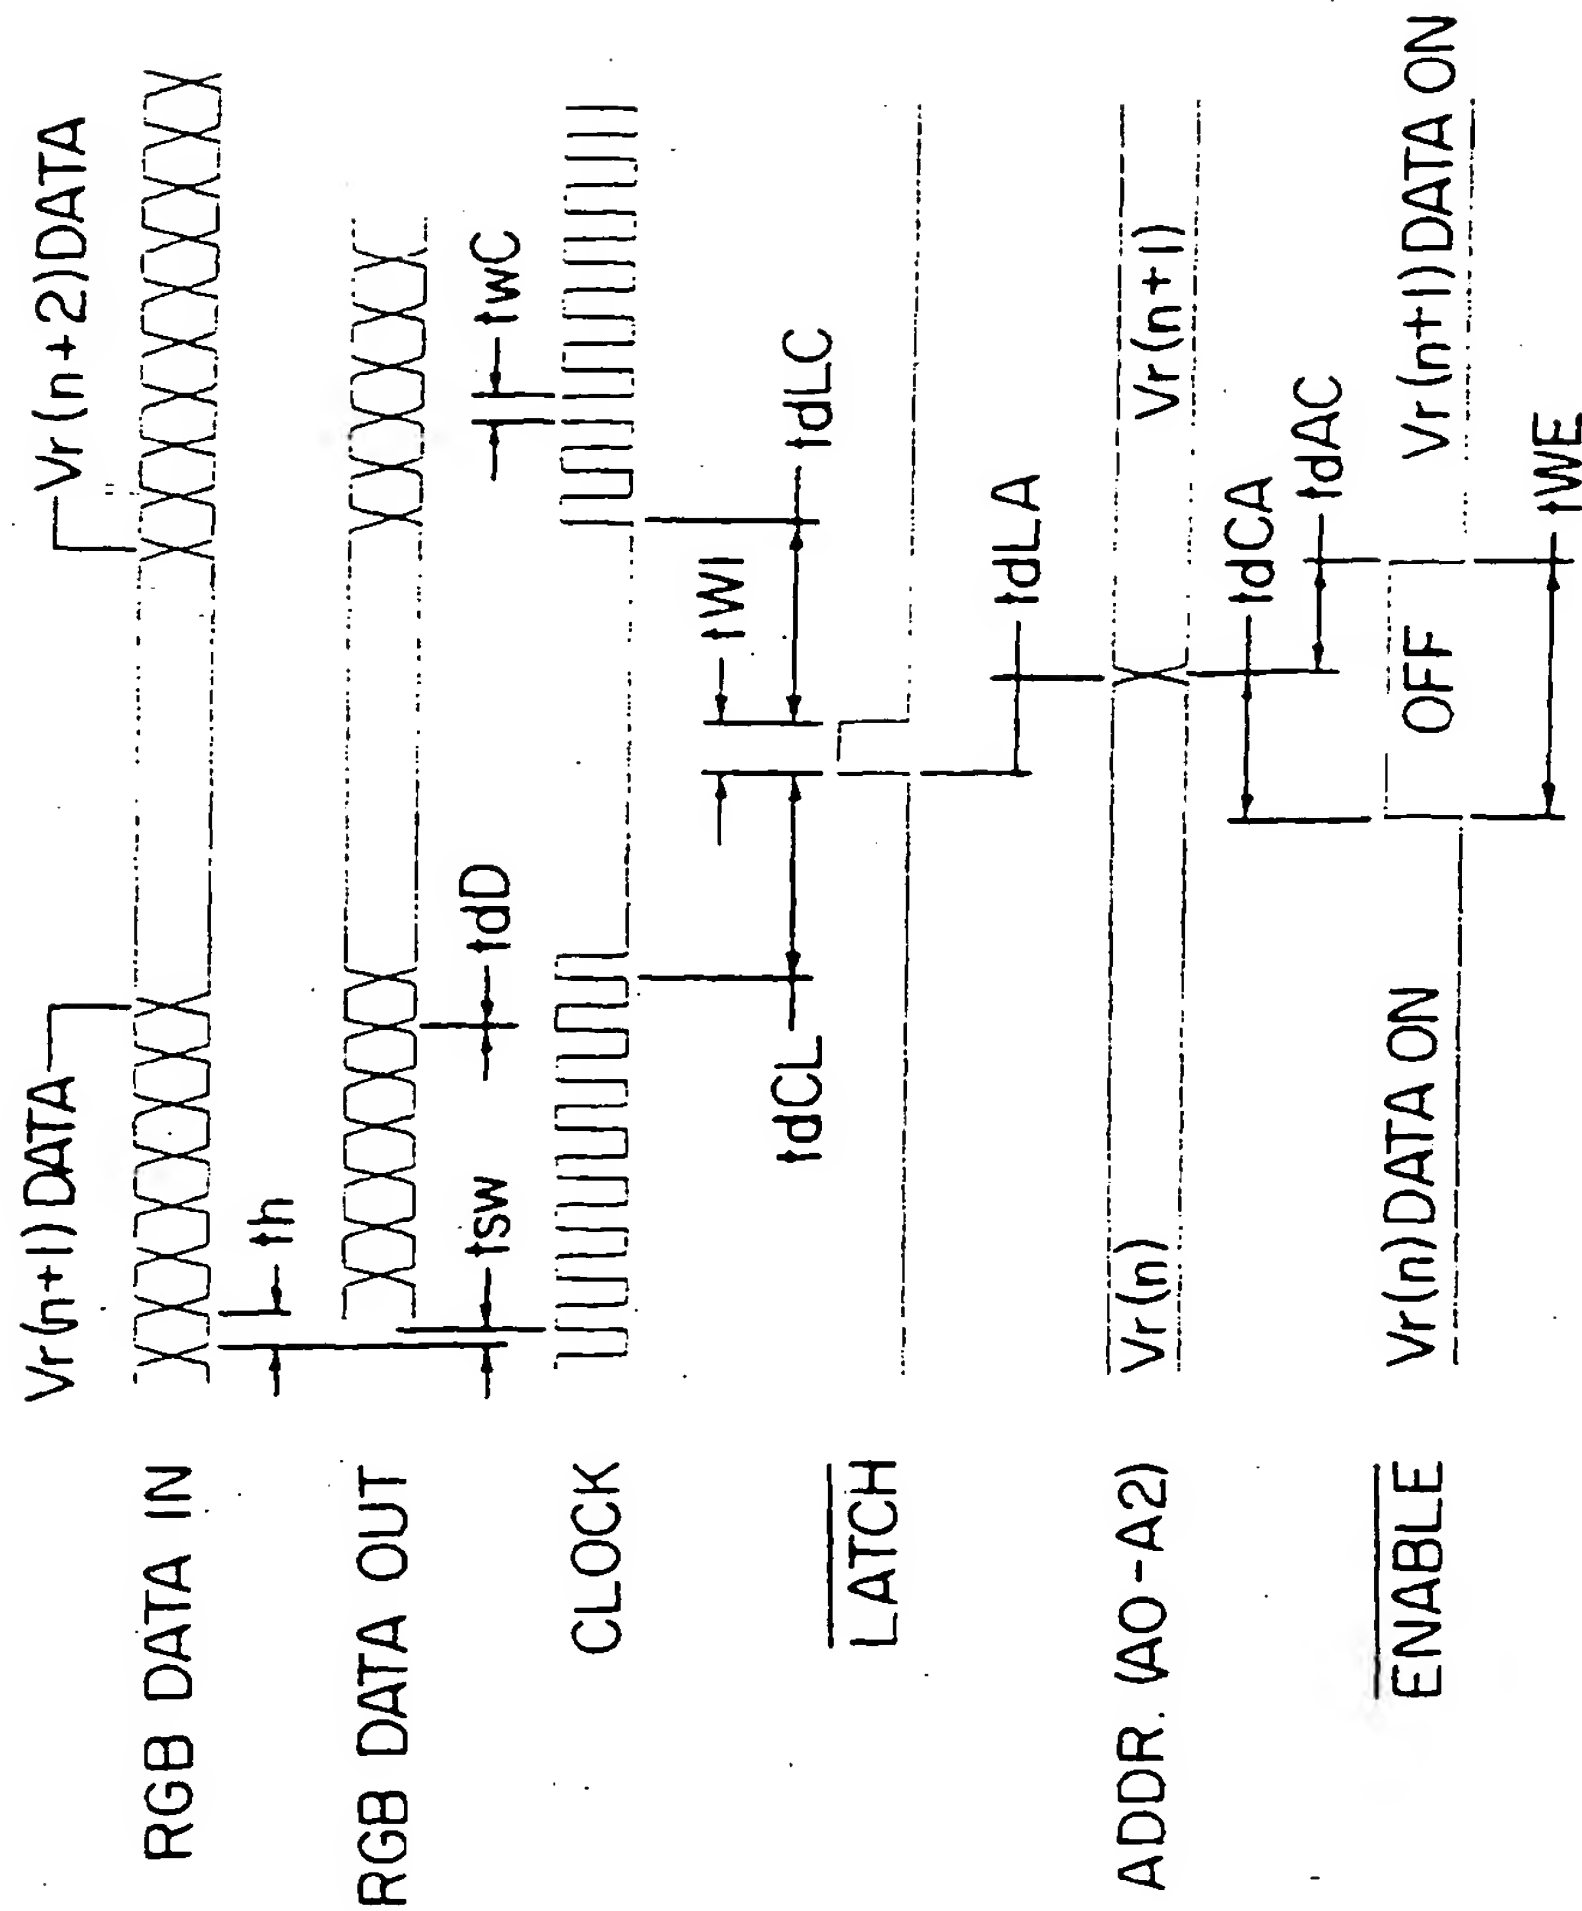 Vr(n+1)DATA
Vr(n+2)DATA
RGB DATA IN
th
RGB DATA OUT
tsw
tdD
twC
CLOCK
tdCL
tWl
tdLC
LATCH
tdLA
ADDR. (A0-A2)
Vr(n)
Vr(n+1)
tdCA
tdAC
ENABLE
Vr(n)DATA ON
OFF
Vr(n+1)DATA ON
tWE